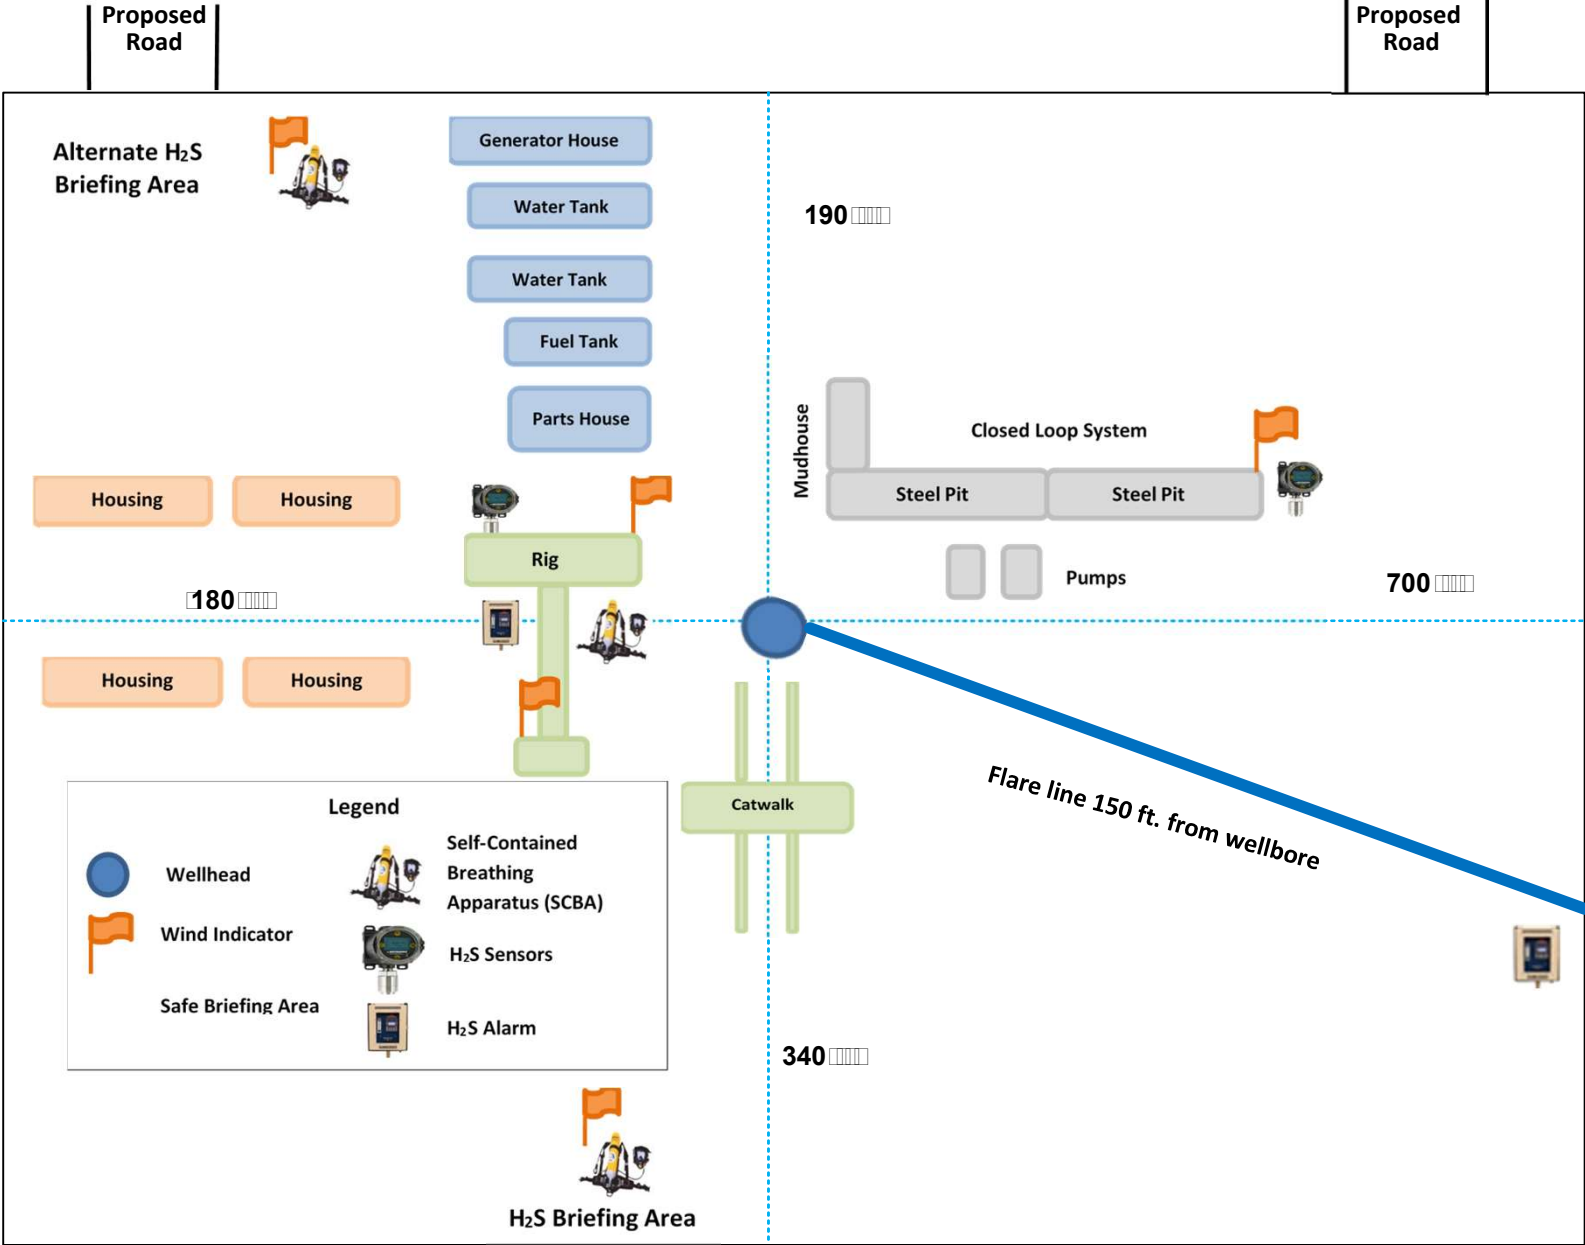 Proposed
Road
Proposed
Road
Alternate H₂S
Briefing Area
Generator House
Water Tank
190
Water Tank
Fuel Tank
Parts House
Mudhouse
Closed Loop System
Housing
Housing
Steel Pit
Steel Pit
Rig
Pumps
700
180
Housing
Housing
Catwalk
Flare line 150 ft. from wellbore
Legend
Wellhead
Wind Indicator
Safe Briefing Area
Self-Contained
Breathing
Apparatus (SCBA)
H₂S Sensors
H₂S Alarm
340
H₂S Briefing Area